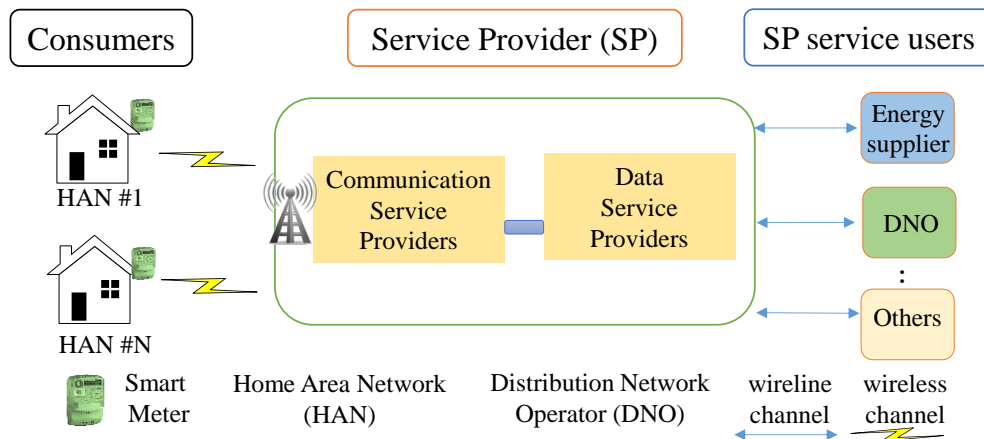 Consumers
Service Provider (SP)
SP service users
HAN #1
Communication
Service
Providers
Data
Service
Providers
Energy
supplier
DNO
:
Others
HAN #N
Smart
Meter
Home Area Network
(HAN)
Distribution Network
Operator (DNO)
wireline
channel
wireless
channel